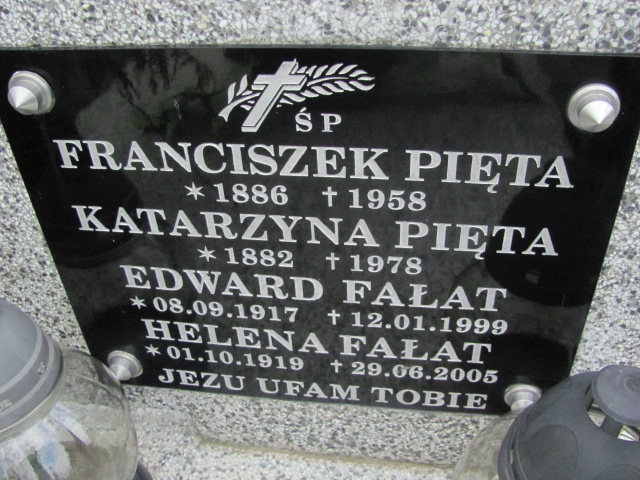 ŚP
FRANCISZEK PIĘTA
* 1886 † 1958
KATARZYNA PIĘTA
* 1882 † 1978
EDWARD FAŁAT
* 08.09.1917 † 12.01.1999
HELENA FAŁAT
* 01.10.1919 † 29.06.2005
JEZU UFAM TOBIE